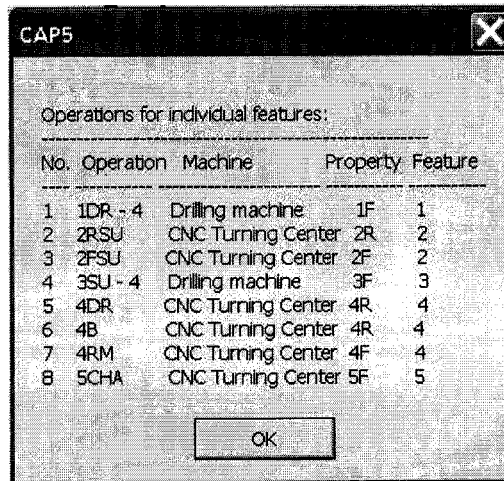 CAP5
Operations for individual features:
No. Operation Machine Property Feature
1 1DR - 4 Drilling machine 1F 1
2 2RSU CNC Turning Center 2R 2
3 2FSU CNC Turning Center 2F 2
4 3SU - 4 Drilling machine 3F 3
5 4DR CNC Turning Center 4R 4
6 4B CNC Turning Center 4R 4
7 4RM CNC Turning Center 4F 4
8 5CHA CNC Turning Center 5F 5
OK